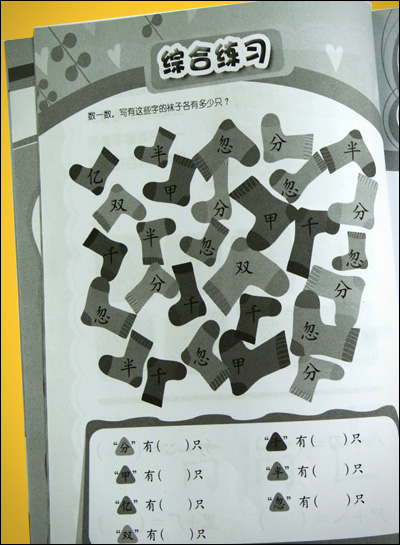 综合练习
数一数，写有这些字的袜子各有多少只？
半 忽 分 半
亿 甲 忽
双 分 甲 千 分
半 忽 忽
千 双
分 分
千 千
忽 忽
忽
半 千 甲 分
“分”有(　)只 “千”有(　)只
“甲”有(　)只 “半”有(　)只
“亿”有(　)只 “忽”有(　)只
“双”有(　)只